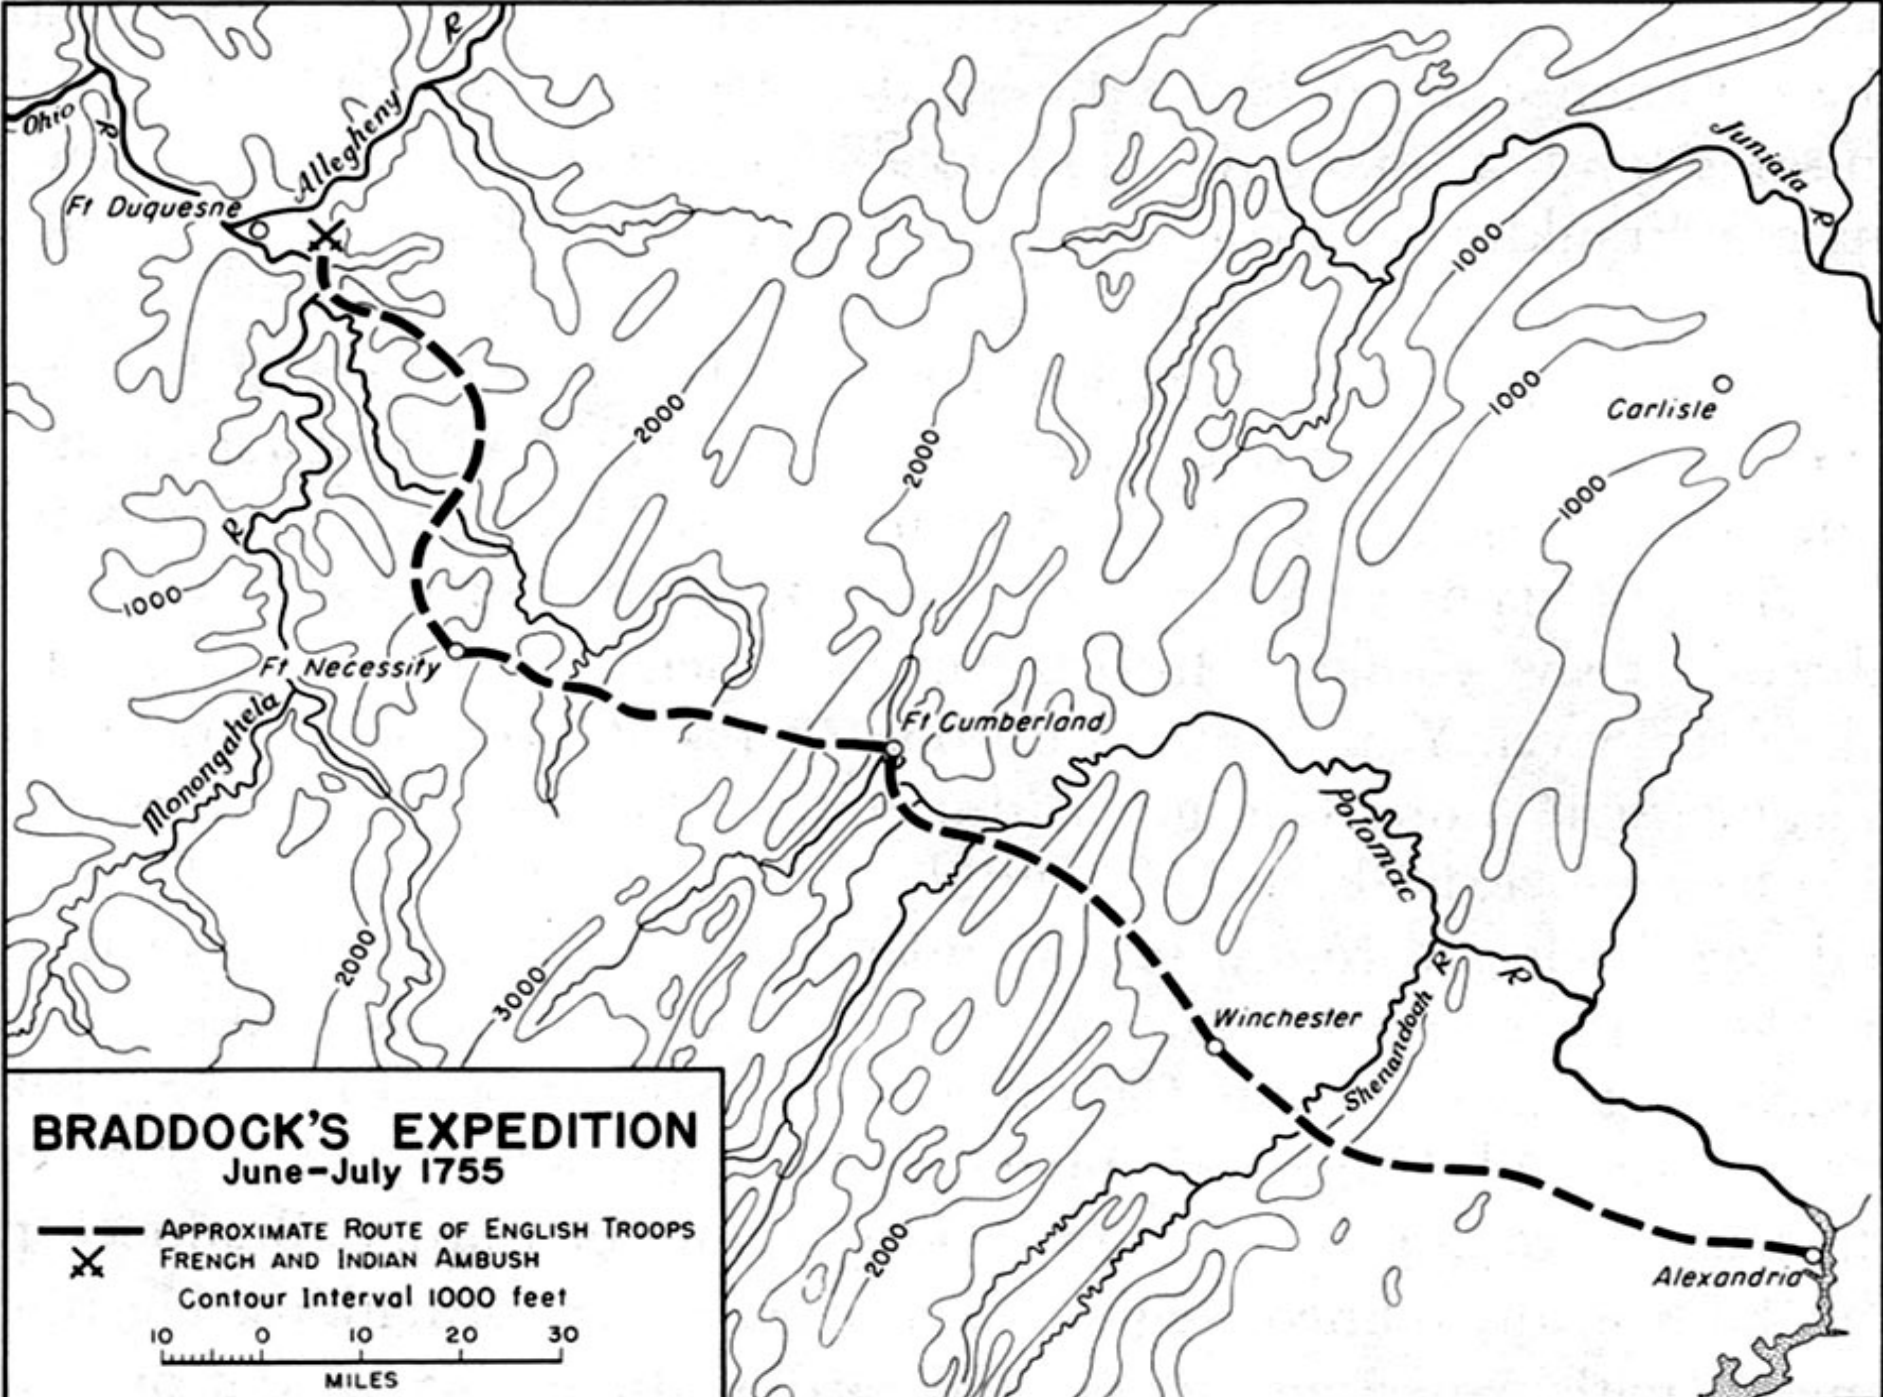 R
Ohio
R
Allegheny
Juniata
R
Ft Duquesne
1000
2000
2000
1000
Carlisle
1000
R
1000
Ft Necessity
Monongahela
Ft Cumberland
Potomac
2000
3000
R
R
Winchester
Shenandoah
2000
Alexandria
BRADDOCK'S EXPEDITION
June-July 1755
APPROXIMATE ROUTE OF ENGLISH TROOPS
FRENCH AND INDIAN AMBUSH
Contour Interval 1000 feet
10 0 10 20 30
MILES